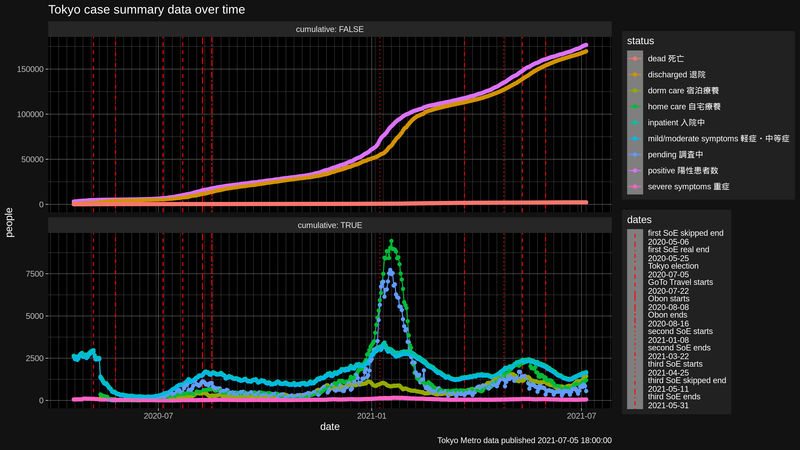 Tokyo case summary data over time
cumulative: FALSE
150000
100000
50000
0
cumulative: TRUE
7500
5000
2500
0
people
2020-07
2021-01
2021-07
date
status
dead 死亡
discharged 退院
dorm care 宿泊療養
home care 自宅療養
inpatient 入院中
mild/moderate symptoms 軽症・中等症
pending 調査中
positive 陽性患者数
severe symptoms 重症
dates
first SoE skipped end
2020-05-06
first SoE real end
2020-05-25
Tokyo election
2020-07-05
GoTo Travel starts
2020-07-22
Obon starts
2020-08-08
Obon ends
2020-08-16
second SoE starts
2021-01-08
second SoE ends
2021-03-22
third SoE starts
2021-04-25
third SoE skipped end
2021-05-11
third SoE ends
2021-05-31
Tokyo Metro data published 2021-07-05 18:00:00